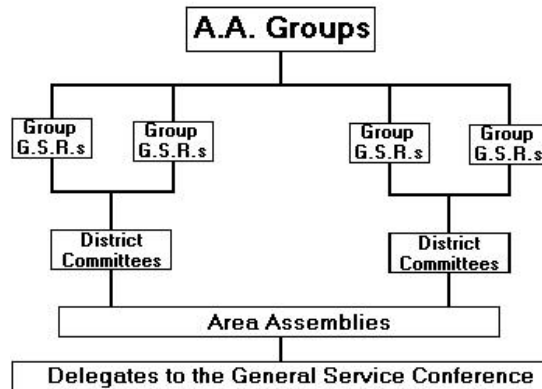 A.A. Groups
Group
G.S.R.s
Group
G.S.R.s
Group
G.S.R.s
Group
G.S.R.s
District
Committees
District
Committees
Area Assemblies
Delegates to the General Service Conference